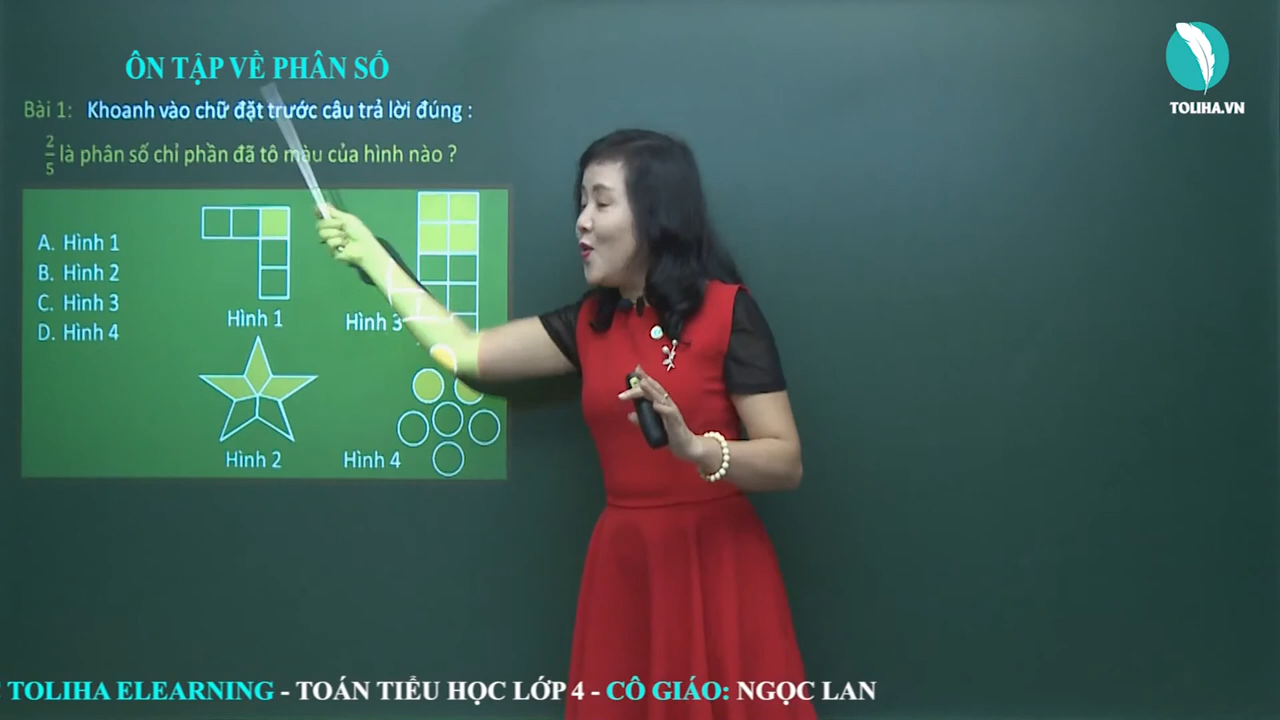 ÔN TẬP VỀ PHÂN SỐ
TOLIHA.VN
Bài 1: Khoanh vào chữ đặt trước câu trả lời đúng :
2/5 là phân số chỉ phần đã tô màu của hình nào ?
A. Hình 1
B. Hình 2
C. Hình 3
D. Hình 4
Hình 1
Hình 3
Hình 2
Hình 4
TOLIHA ELEARNING - TOÁN TIỂU HỌC LỚP 4 - CÔ GIÁO: NGỌC LAN